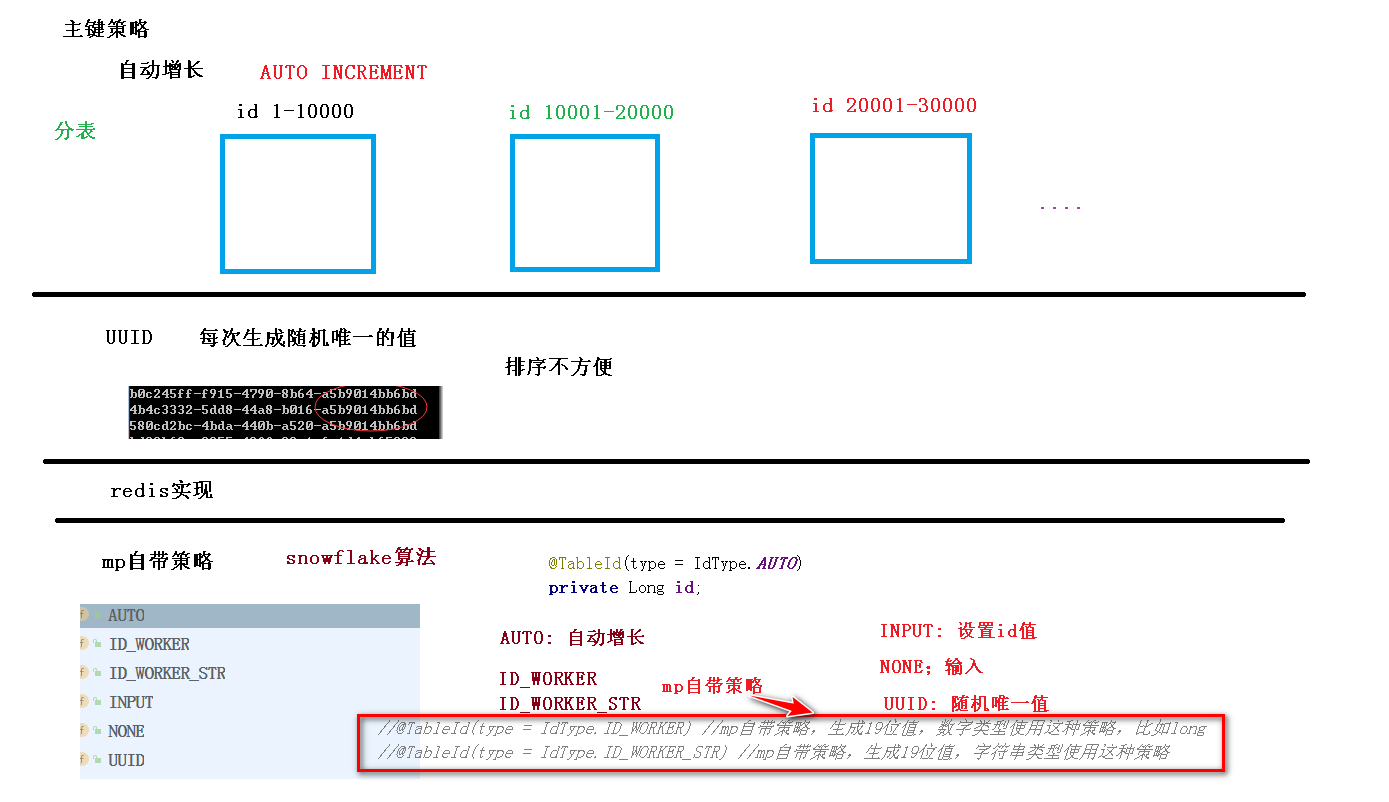 主键策略
自动增长 AUTO INCREMENT
id 1-10000 id 10001-20000 id 20001-30000
分表
....
UUID 每次生成随机唯一的值
排序不方便
b0c245ff-f915-4790-8b64-a5b9014bb6bd
4b4c3332-5dd8-44a8-b016-a5b9014bb6bd
580cd2bc-4bda-440b-a520-a5b9014bb6bd
redis实现
mp自带策略 snowflake算法
@TableId(type = IdType.AUTO)
private Long id;
AUTO
ID_WORKER
ID_WORKER_STR
INPUT
NONE
UUID
AUTO: 自动增长
ID_WORKER
ID_WORKER_STR
mp自带策略
INPUT: 设置id值
NONE; 输入
UUID: 随机唯一值
//@TableId(type = IdType.ID_WORKER) //mp自带策略，生成19位值，数字类型使用这种策略，比如long
//@TableId(type = IdType.ID_WORKER_STR) //mp自带策略，生成19位值，字符串类型使用这种策略